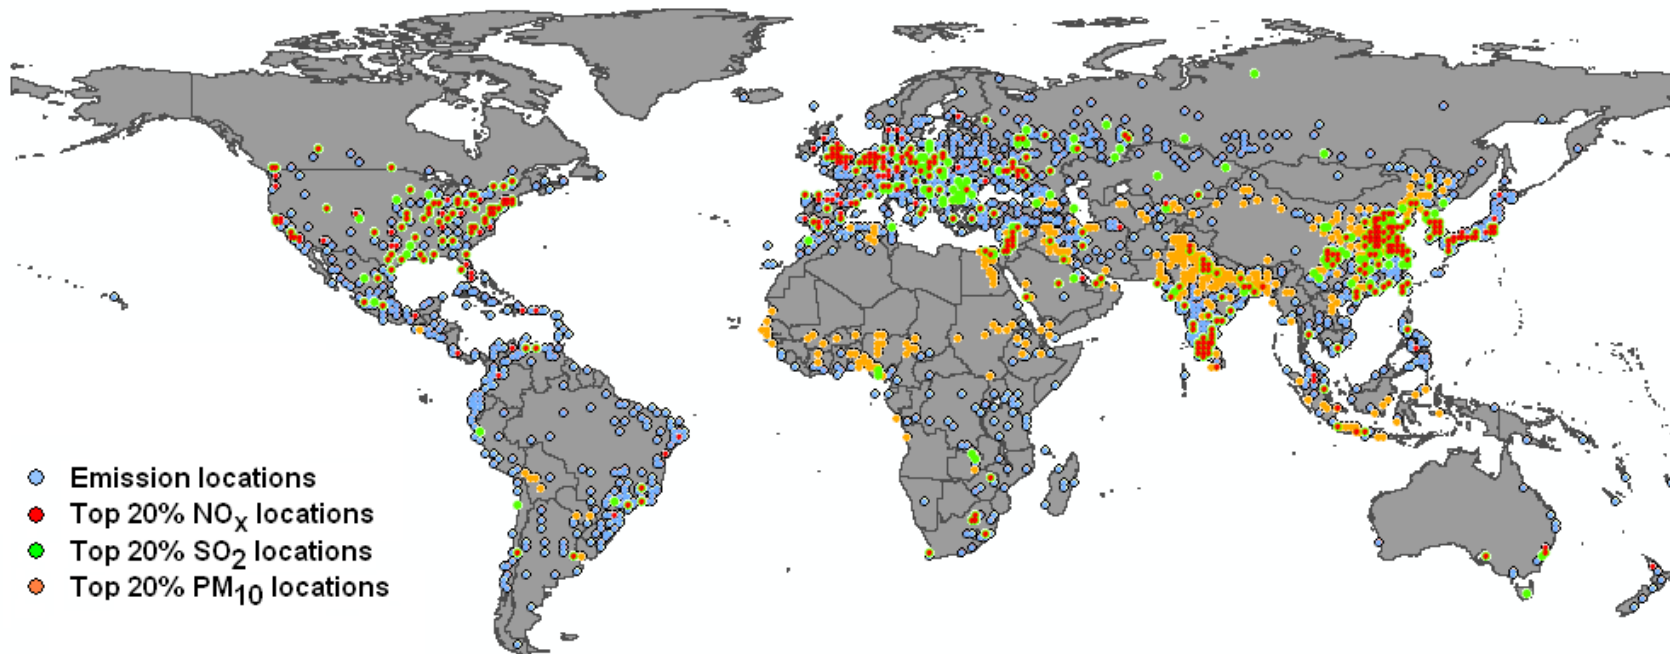 Emission locations
Top 20% NOx locations
Top 20% SO2 locations
Top 20% PM10 locations